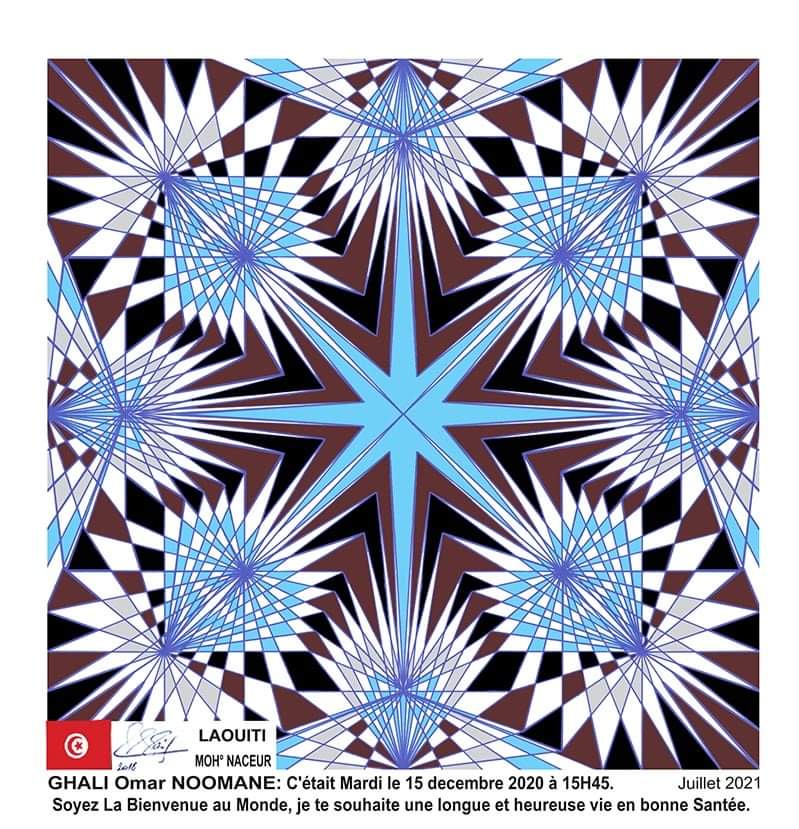 LAOUITI
MOH° NACEUR
2018
GHALI Omar NOOMANE: C'était Mardi le 15 decembre 2020 à 15H45.
Juillet 2021
Soyez La Bienvenue au Monde, je te souhaite une longue et heureuse vie en bonne Santée.